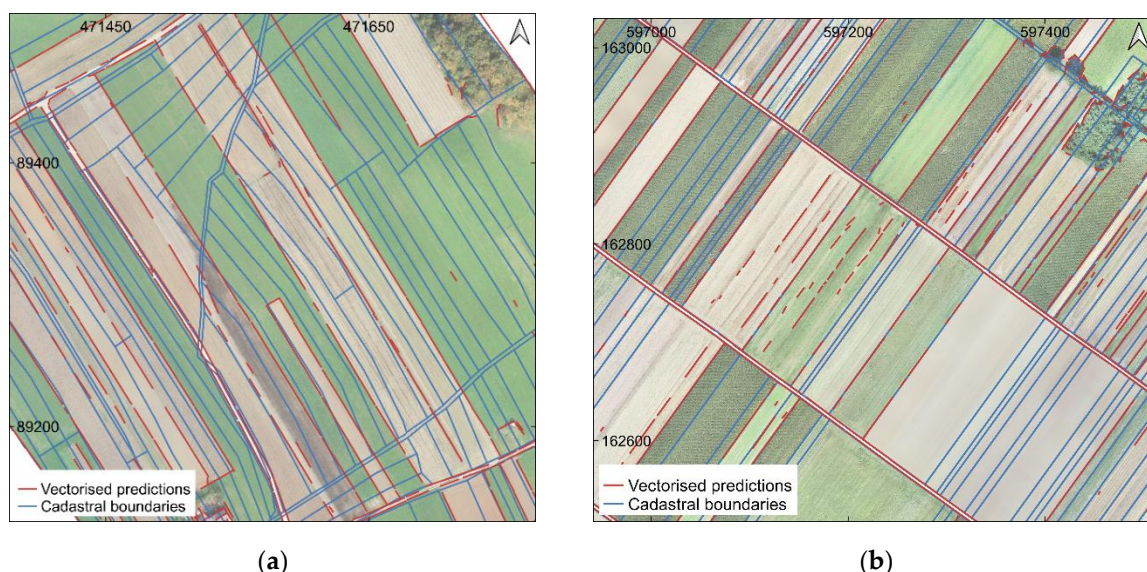 471450 471650
89400
89200
Vectorised predictions
Cadastral boundaries
(a)
597000 597200 597400
163000
162800
162600
Vectorised predictions
Cadastral boundaries
(b)